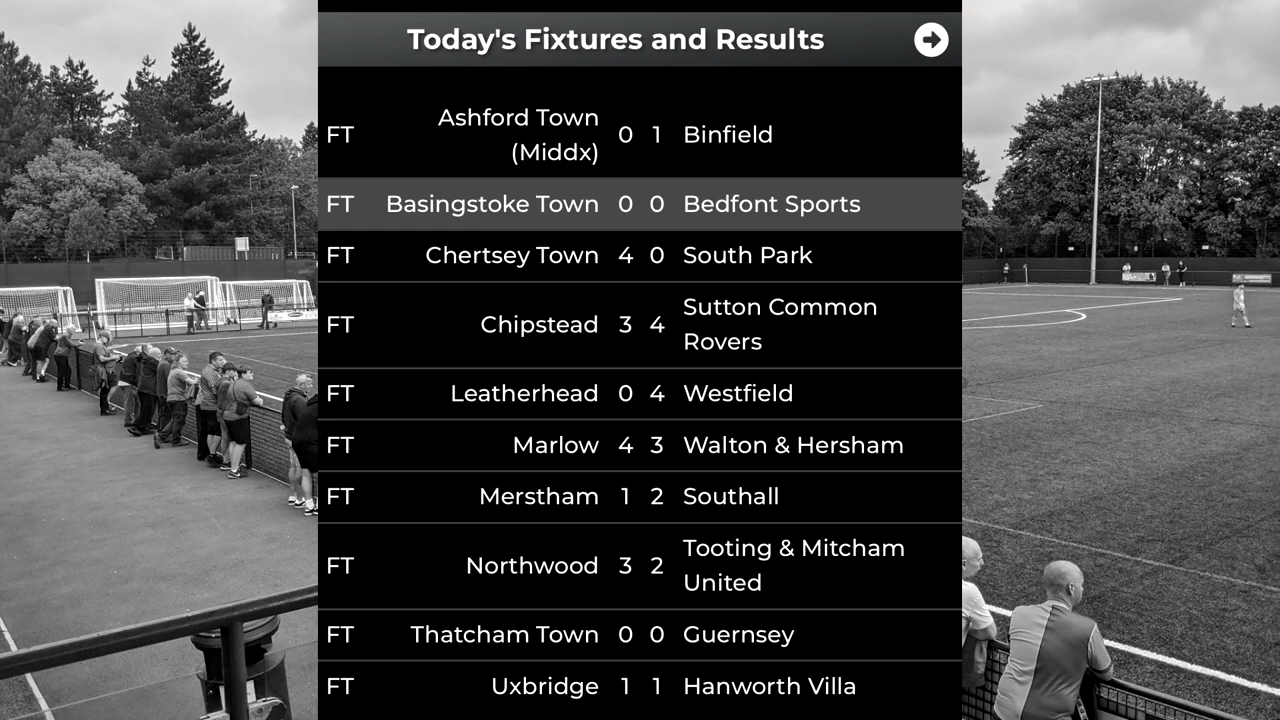 Today's Fixtures and Results
FT Ashford Town (Middx) 0 1 Binfield
FT Basingstoke Town 0 0 Bedfont Sports
FT Chertsey Town 4 0 South Park
FT Chipstead 3 4 Sutton Common Rovers
FT Leatherhead 0 4 Westfield
FT Marlow 4 3 Walton & Hersham
FT Merstham 1 2 Southall
FT Northwood 3 2 Tooting & Mitcham United
FT Thatcham Town 0 0 Guernsey
FT Uxbridge 1 1 Hanworth Villa